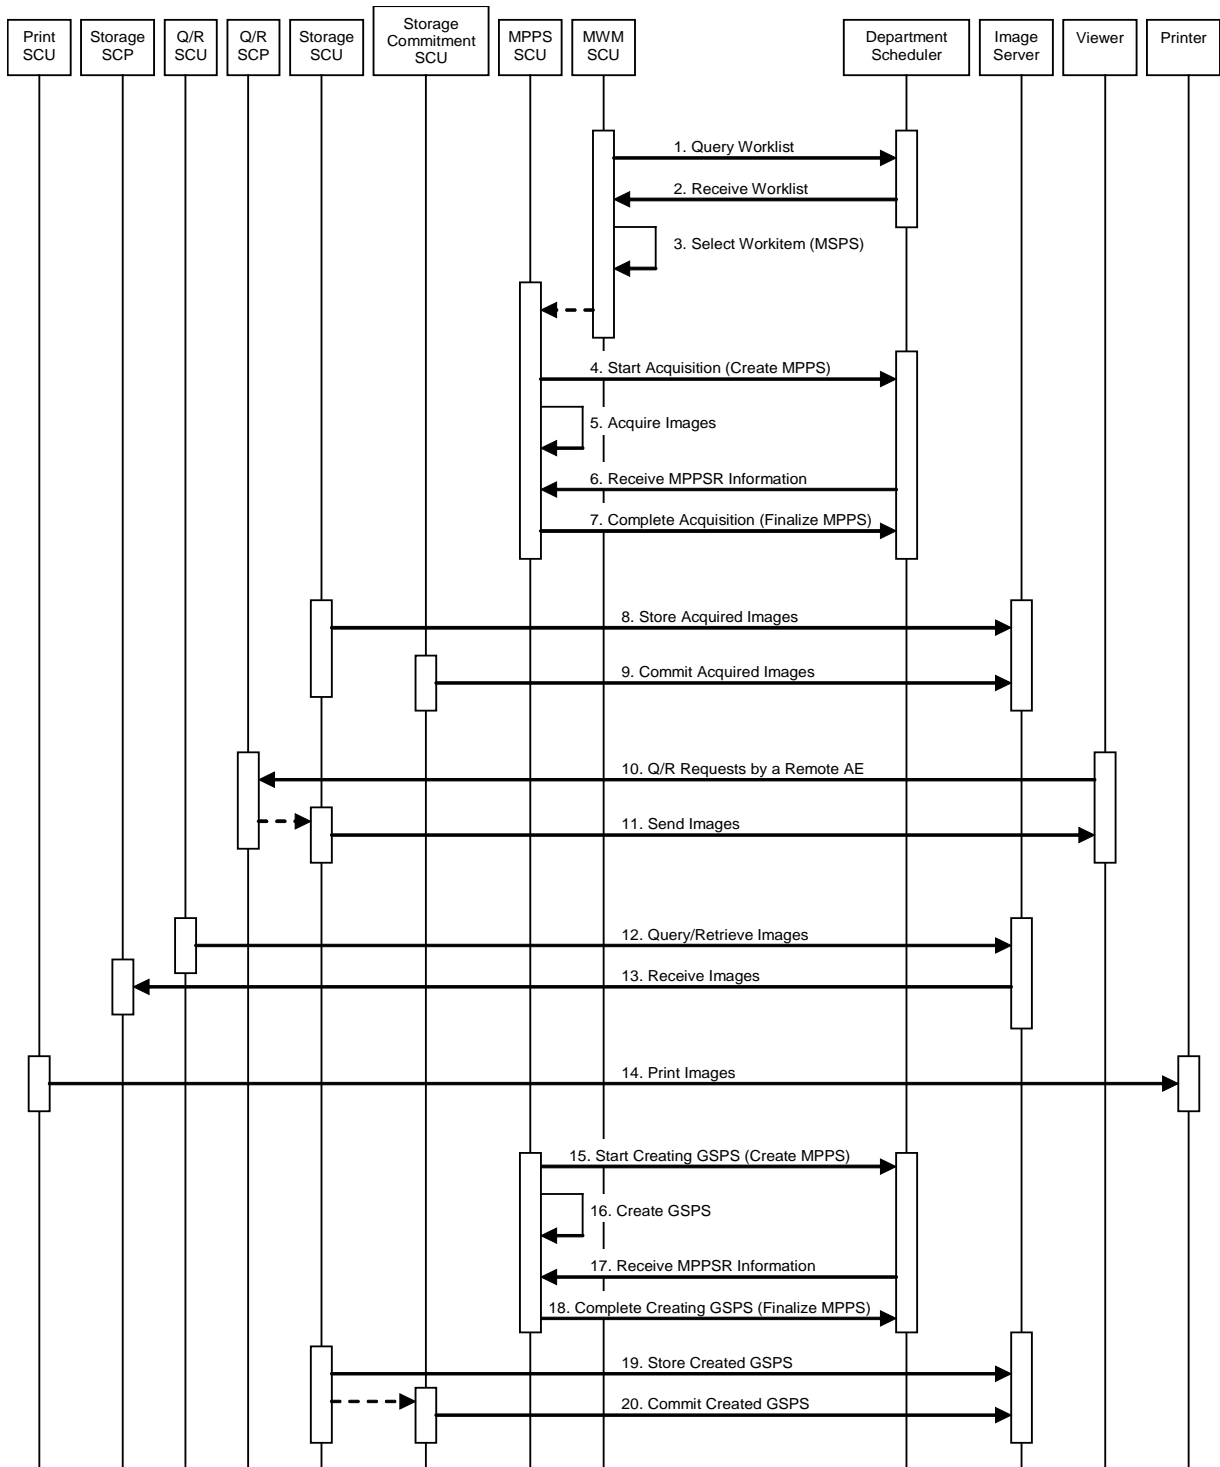 Print
SCU
Storage
SCP
Q/R
SCU
Q/R
SCP
Storage
SCU
Storage
Commitment
SCU
MPPS
SCU
MWM
SCU
Department
Scheduler
Image
Server
Viewer
Printer
1. Query Worklist
2. Receive Worklist
3. Select Workitem (MSPS)
4. Start Acquisition (Create MPPS)
5. Acquire Images
6. Receive MPPSR Information
7. Complete Acquisition (Finalize MPPS)
8. Store Acquired Images
9. Commit Acquired Images
10. Q/R Requests by a Remote AE
11. Send Images
12. Query/Retrieve Images
13. Receive Images
14. Print Images
15. Start Creating GSPS (Create MPPS)
16. Create GSPS
17. Receive MPPSR Information
18. Complete Creating GSPS (Finalize MPPS)
19. Store Created GSPS
20. Commit Created GSPS